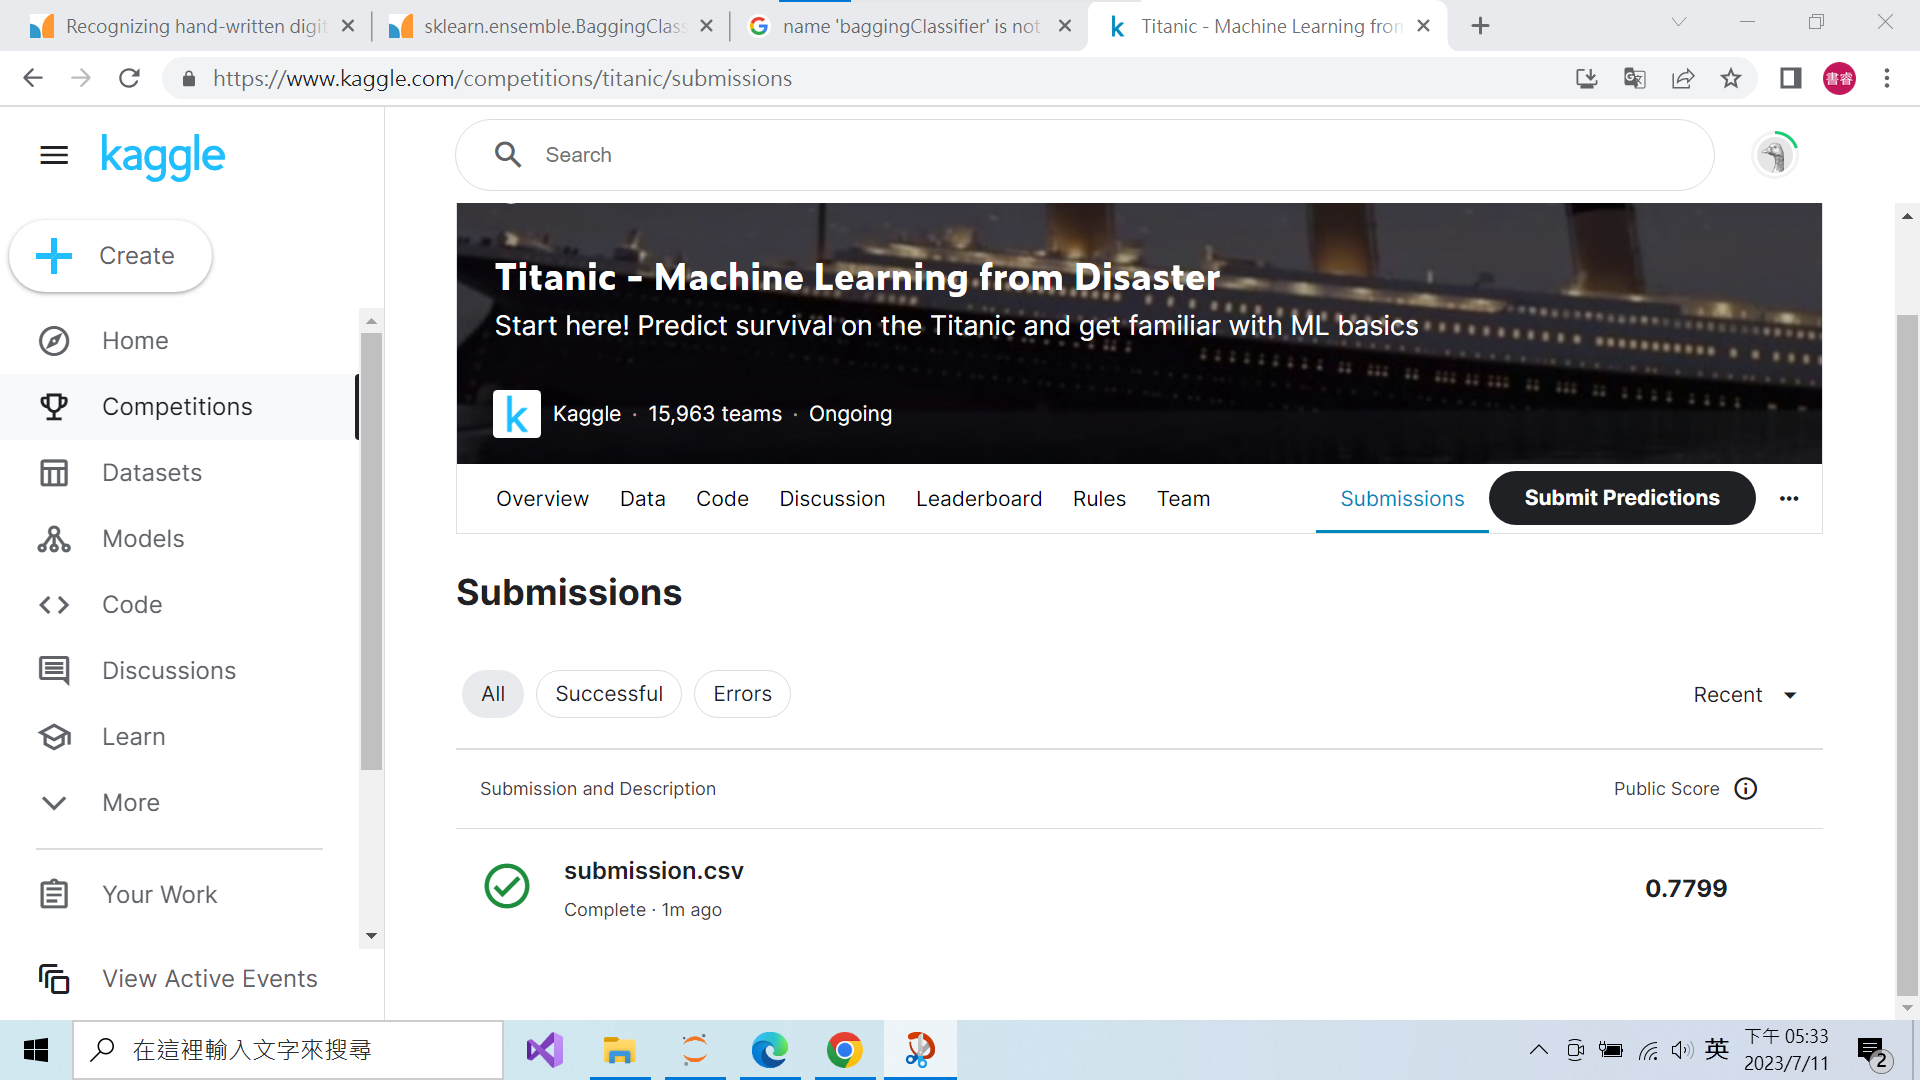 Recognizing hand-written digit
sklearn.ensemble.BaggingClass
name 'baggingClassifier' is not
Titanic - Machine Learning from
https://www.kaggle.com/competitions/titanic/submissions
書睿
kaggle
Search
Create
Home
Competitions
Datasets
Models
Code
Discussions
Learn
More
Your Work
View Active Events
Titanic - Machine Learning from Disaster
Start here! Predict survival on the Titanic and get familiar with ML basics
k
Kaggle · 15,963 teams · Ongoing
Overview
Data
Code
Discussion
Leaderboard
Rules
Team
Submissions
Submit Predictions
Submissions
All
Successful
Errors
Recent
Submission and Description
Public Score
submission.csv
Complete · 1m ago
0.7799
在這裡輸入文字來搜尋
英
下午 05:33
2023/7/11
2